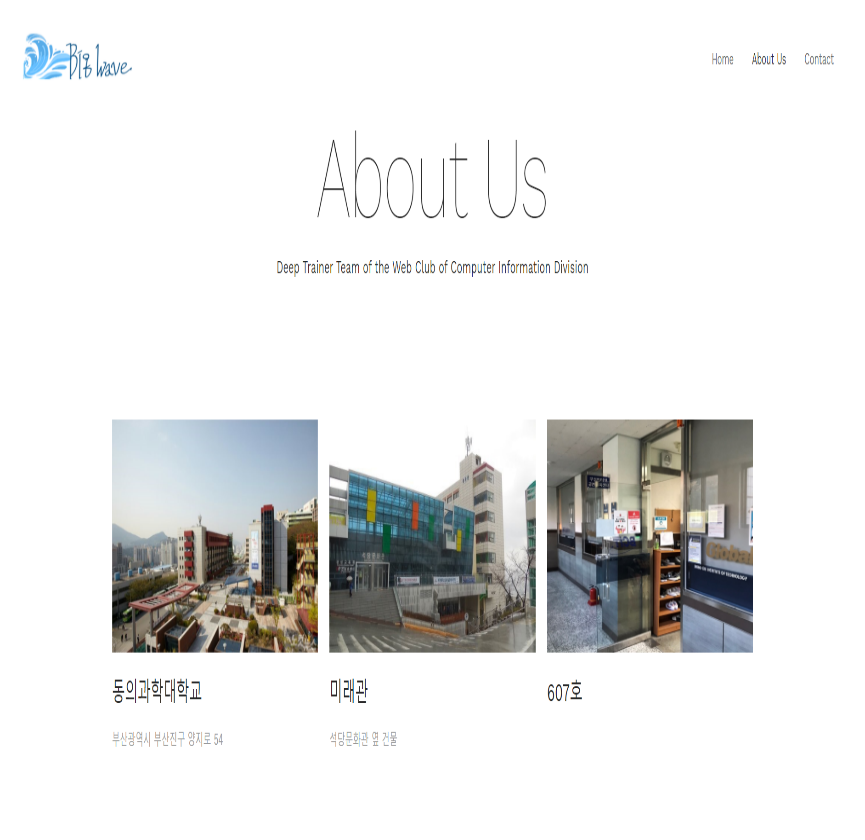 Big Wave
Home About Us Contact
About Us
Deep Trainer Team of the Web Club of Computer Information Division
동의과학대학교
부산광역시 부산진구 양지로 54
미래관
석당문화관 옆 건물
607호